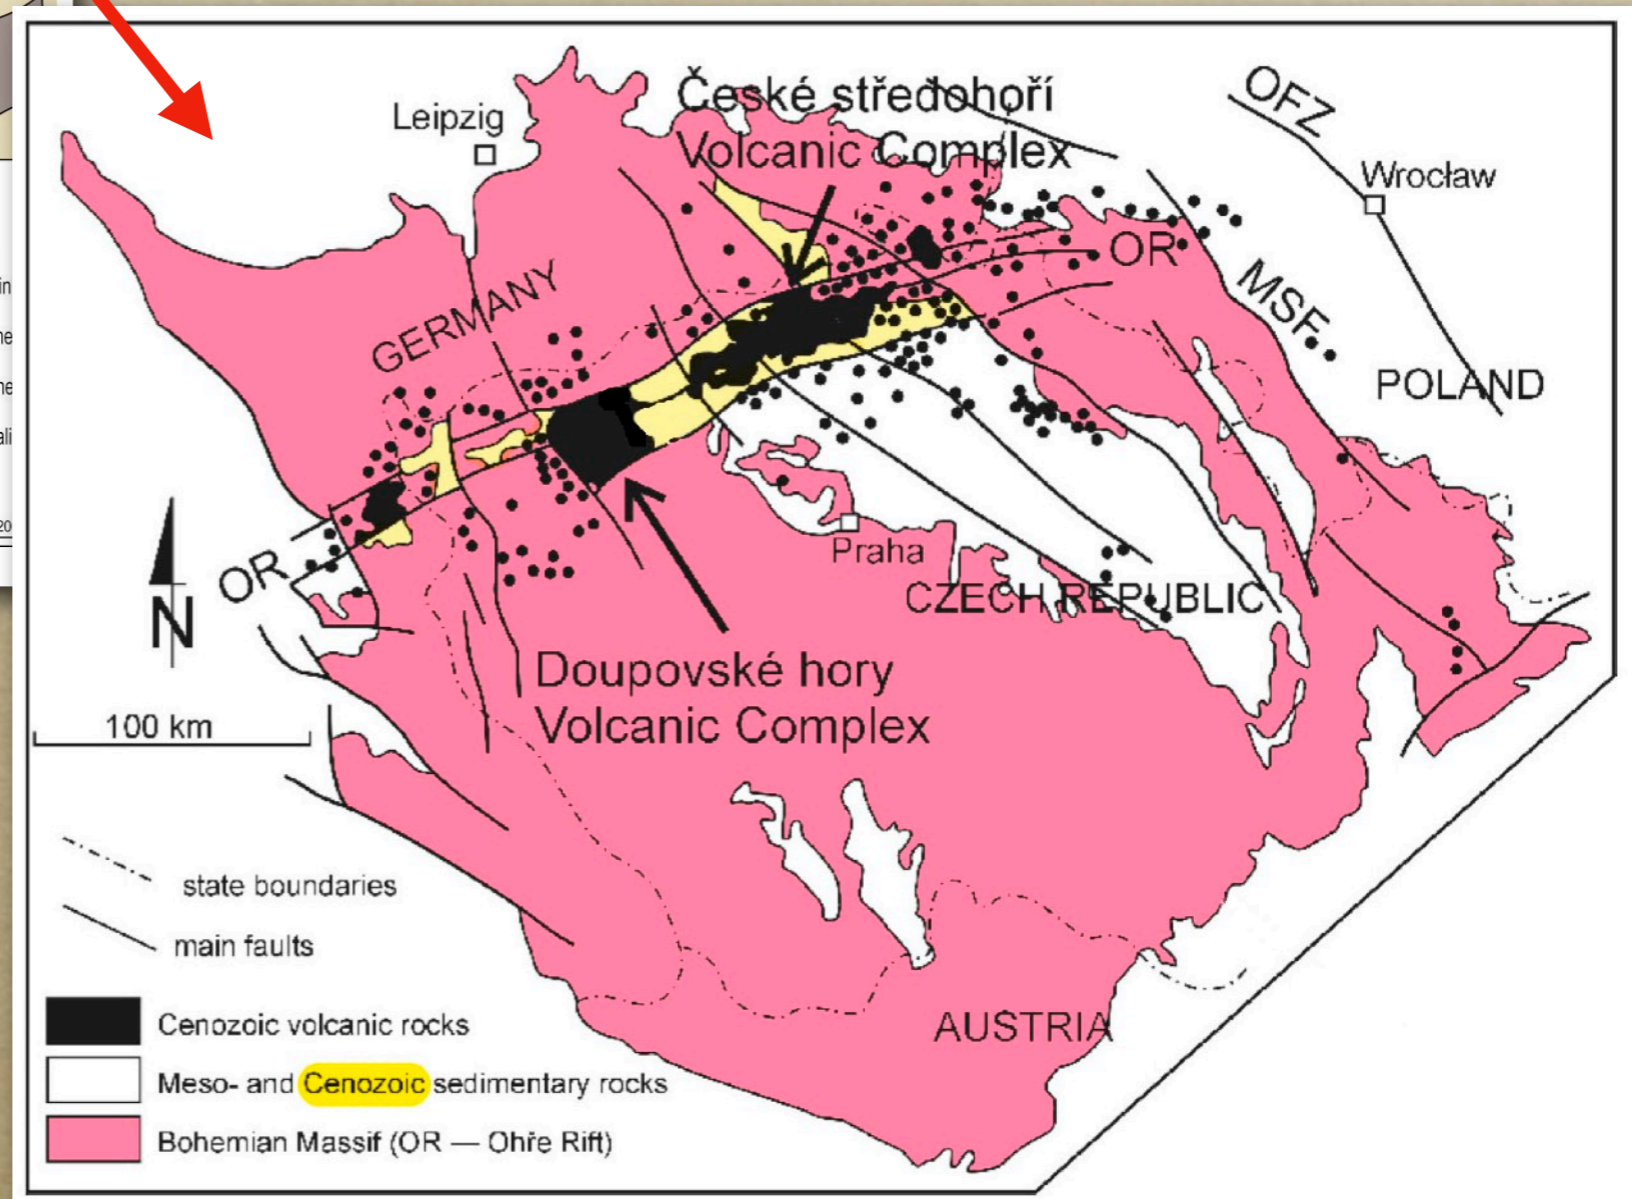 Leipzig
České středohoří
Volcanic Complex
OFZ
Wrocław
OR
MSF
GERMANY
POLAND
OR
Praha
CZECH REPUBLIC
N
Doupovské hory
Volcanic Complex
100 km
state boundaries
main faults
AUSTRIA
Cenozoic volcanic rocks
Meso- and Cenozoic sedimentary rocks
Bohemian Massif (OR — Ohře Rift)